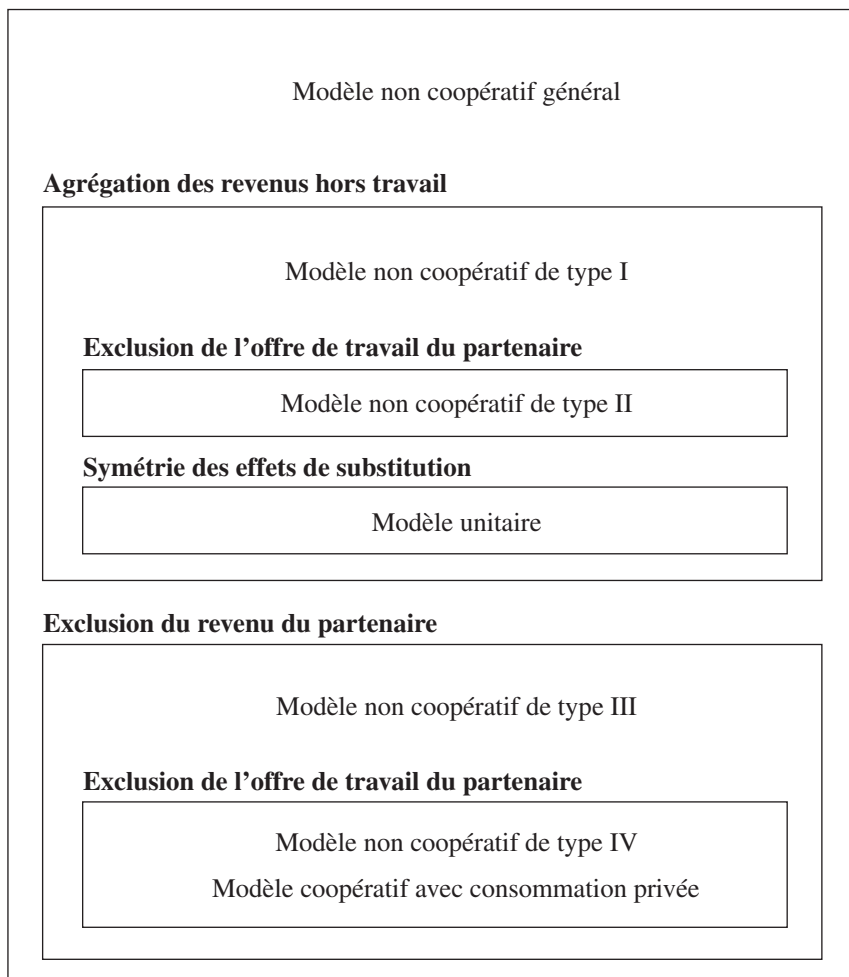 Modèle non coopératif général
Agrégation des revenus hors travail
Modèle non coopératif de type I
Exclusion de l’offre de travail du partenaire
Modèle non coopératif de type II
Symétrie des effets de substitution
Modèle unitaire
Exclusion du revenu du partenaire
Modèle non coopératif de type III
Exclusion de l’offre de travail du partenaire
Modèle non coopératif de type IV
Modèle coopératif avec consommation privée